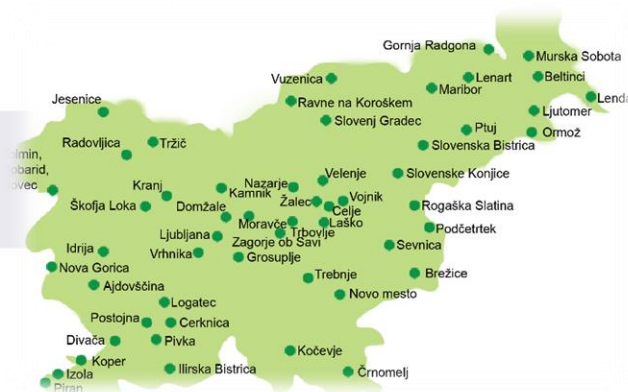 Gornja Radgona
Murska Sobota
Vuzenica
Lenart
Beltinci
Maribor
Jesenice
Ravne na Koroškem
Slovenj Gradec
Ljutomer
Ptuj
Ormož
Radovljica
Tržič
Slovenska Bistrica
Velenje
Slovenske Konjice
Kranj
Kamnik
Nazarje
Žalec
Vojnik
Škofja Loka
Domžale
Celje
Rogaška Slatina
Moravče
Laško
Ljubljana
Trbovlje
Podčetrtek
Zagorje ob Savi
Sevnica
Idrija
Vrhnika
Grosuplje
Nova Gorica
Trebnje
Brežice
Ajdovščina
Novo mesto
Logatec
Postojna
Cerknica
Divača
Pivka
Kočevje
Koper
Ilirska Bistrica
Črnomelj
Izola
Piran